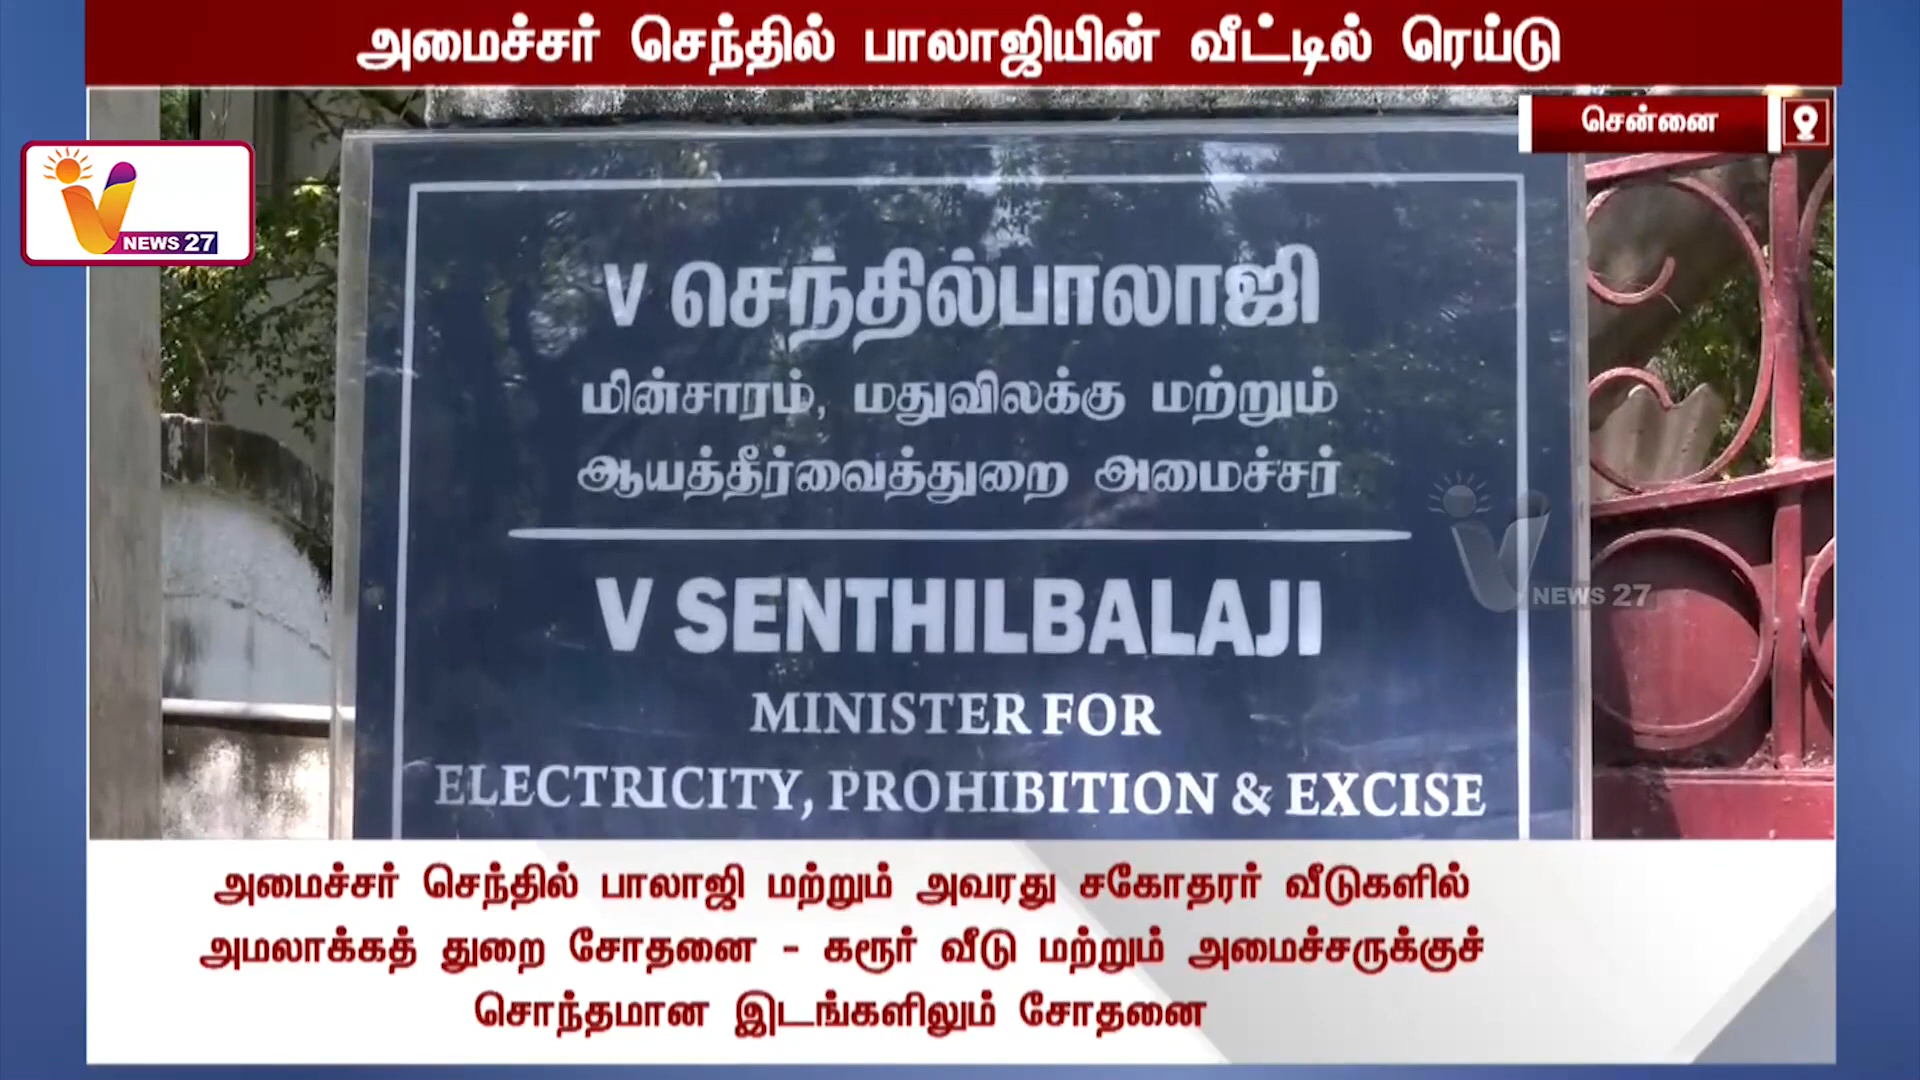 அமைச்சர் செந்தில் பாலாஜியின் வீட்டில் ரெய்டு
சென்னை
NEWS 27
V செந்தில்பாலாஜி
மின்சாரம், மதுவிலக்கு மற்றும்
ஆயத்தீர்வைத்துறை அமைச்சர்
V SENTHILBALAJI
NEWS 27
MINISTER FOR
ELECTRICITY, PROHIBITION & EXCISE
அமைச்சர் செந்தில் பாலாஜி மற்றும் அவரது சகோதரர் வீடுகளில்
அமலாக்கத் துறை சோதனை - கரூர் வீடு மற்றும் அமைச்சருக்குச்
சொந்தமான இடங்களிலும் சோதனை